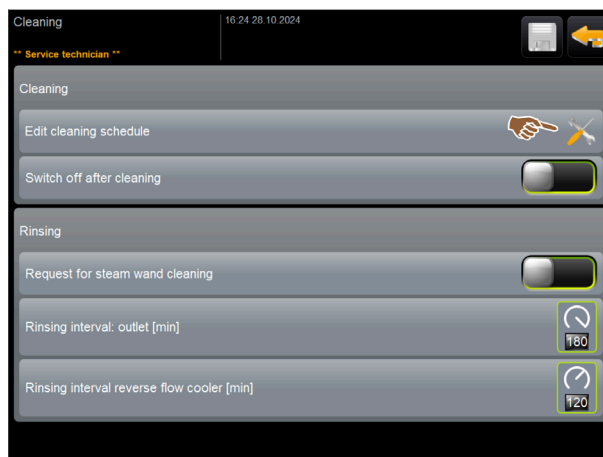 Cleaning
16:24 28.10.2024
** Service technician **
Cleaning
Edit cleaning schedule
Switch off after cleaning
Rinsing
Request for steam wand cleaning
Rinsing interval: outlet [min]
180
Rinsing interval reverse flow cooler [min]
120